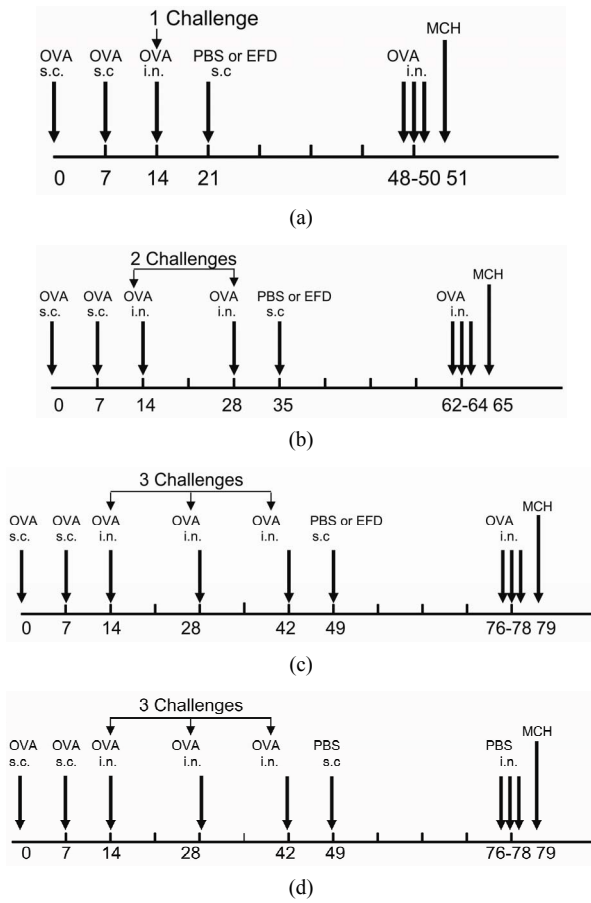 1 Challenge
MCH
OVA OVA OVA PBS or EFD OVA
s.c. s.c i.n. s.c i.n.
0 7 14 21 48-50 51
(a)
2 Challenges
MCH
OVA OVA OVA OVA PBS or EFD OVA
s.c. s.c. i.n. i.n. s.c i.n.
0 7 14 28 35 62-64 65
(b)
3 Challenges
MCH
OVA OVA OVA OVA OVA PBS or EFD OVA
s.c. s.c. i.n. i.n. i.n. s.c i.n.
0 7 14 28 42 49 76-78 79
(c)
3 Challenges
MCH
OVA OVA OVA OVA OVA PBS PBS
s.c. s.c. i.n. i.n. i.n. s.c i.n.
0 7 14 28 42 49 76-78 79
(d)